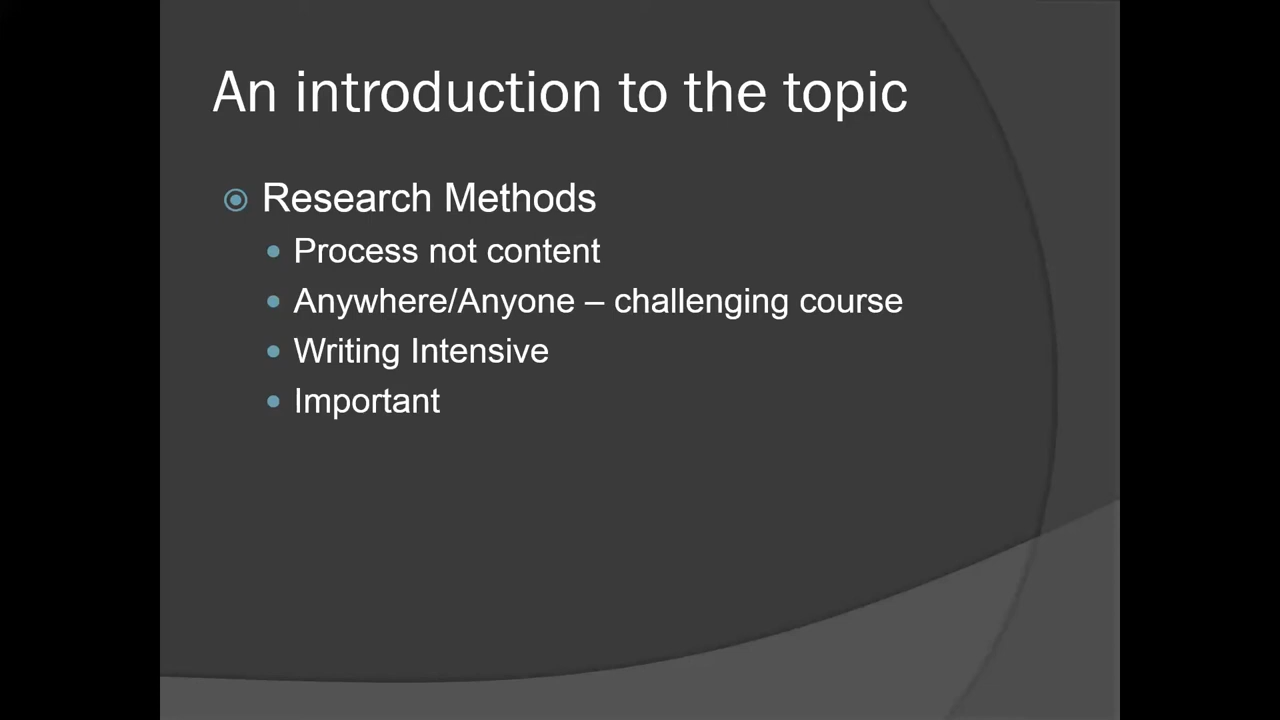 An introduction to the topic
Research Methods
Process not content
Anywhere/Anyone – challenging course
Writing Intensive
Important